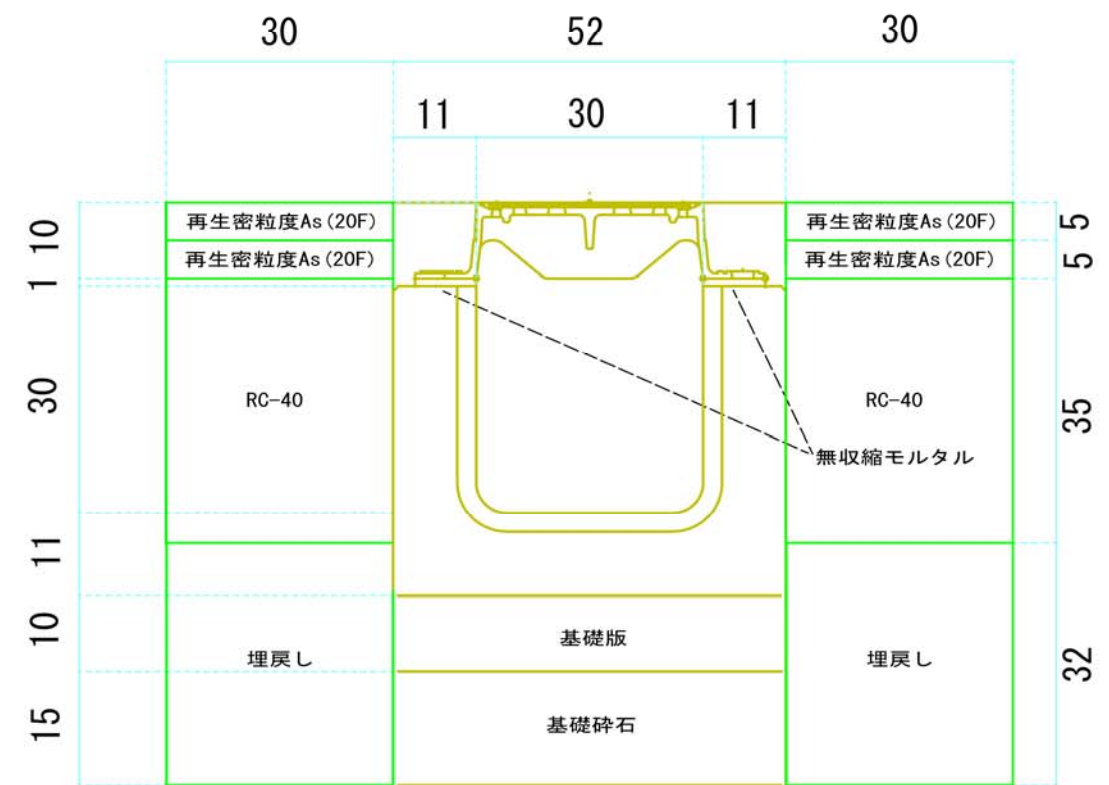 30 52 30
11 30 11
再生密粒度As(20F) 再生密粒度As(20F)
10 5
再生密粒度As(20F) 再生密粒度As(20F)
5
1
30 RC-40 RC-40 35
無収縮モルタル
11
10 基礎版
埋戻し 埋戻し 32
15 基礎砕石